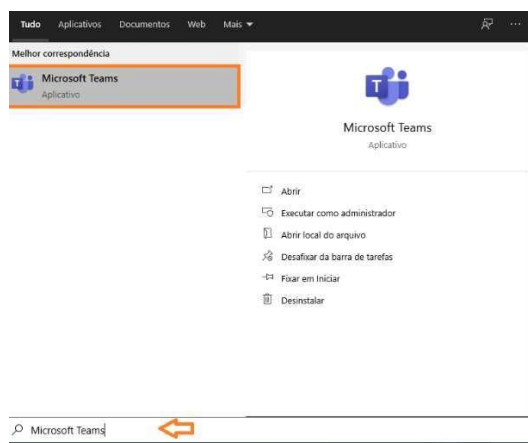 Tudo Aplicativos Documentos Web Mais
Melhor correspondência
Microsoft Teams
Aplicativo
Microsoft Teams
Aplicativo
Abrir
Executar como administrador
Abrir local do arquivo
Desafixar da barra de tarefas
Fixar em Iniciar
Desinstalar
Microsoft Teams